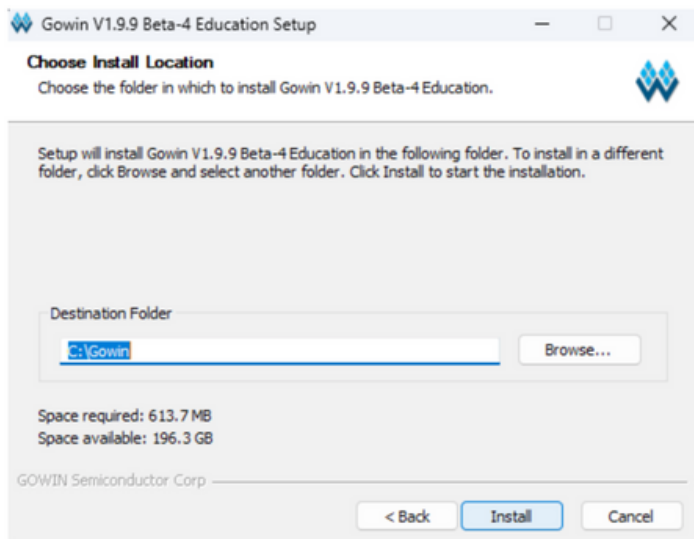 Gowin V1.9.9 Beta-4 Education Setup
Choose Install Location
Choose the folder in which to install Gowin V1.9.9 Beta-4 Education.
Setup will install Gowin V1.9.9 Beta-4 Education in the following folder. To install in a different
folder, click Browse and select another folder. Click Install to start the installation.
Destination Folder
C:\Gowin
Browse...
Space required: 613.7 MB
Space available: 196.3 GB
GOWIN Semiconductor Corp
< Back
Install
Cancel